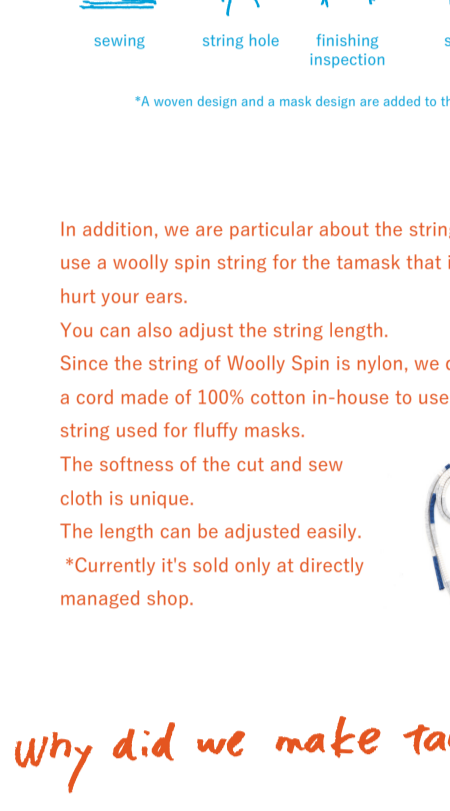 sewing string hole finishing
inspection
*A woven design and a mask design are added to
In addition, we are particular about the
use a woolly spin string for the tamask that
hurt your ears.
You can also adjust the string length.
Since the string of Woolly Spin is nylon, we
a cord made of 100% cotton in-house to use
string used for fluffy masks.
The softness of the cut and sew
cloth is unique.
The length can be adjusted easily.
*Currently it's sold only at directly
managed shop.
why did we make